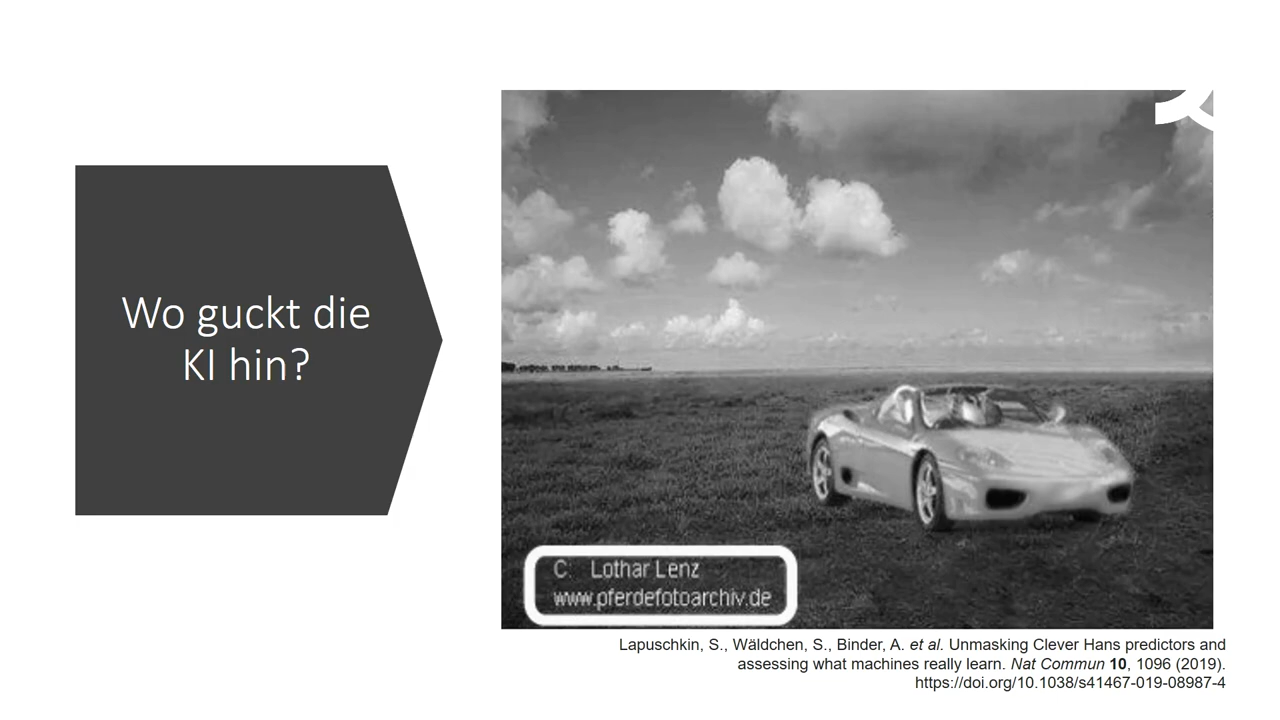 Wo guckt die
KI hin?
C. Lothar Lenz
www.pferdefotoarchiv.de
Lapuschkin, S., Wäldchen, S., Binder, A. et al. Unmasking Clever Hans predictors and
assessing what machines really learn. Nat Commun 10, 1096 (2019).
https://doi.org/10.1038/s41467-019-08987-4